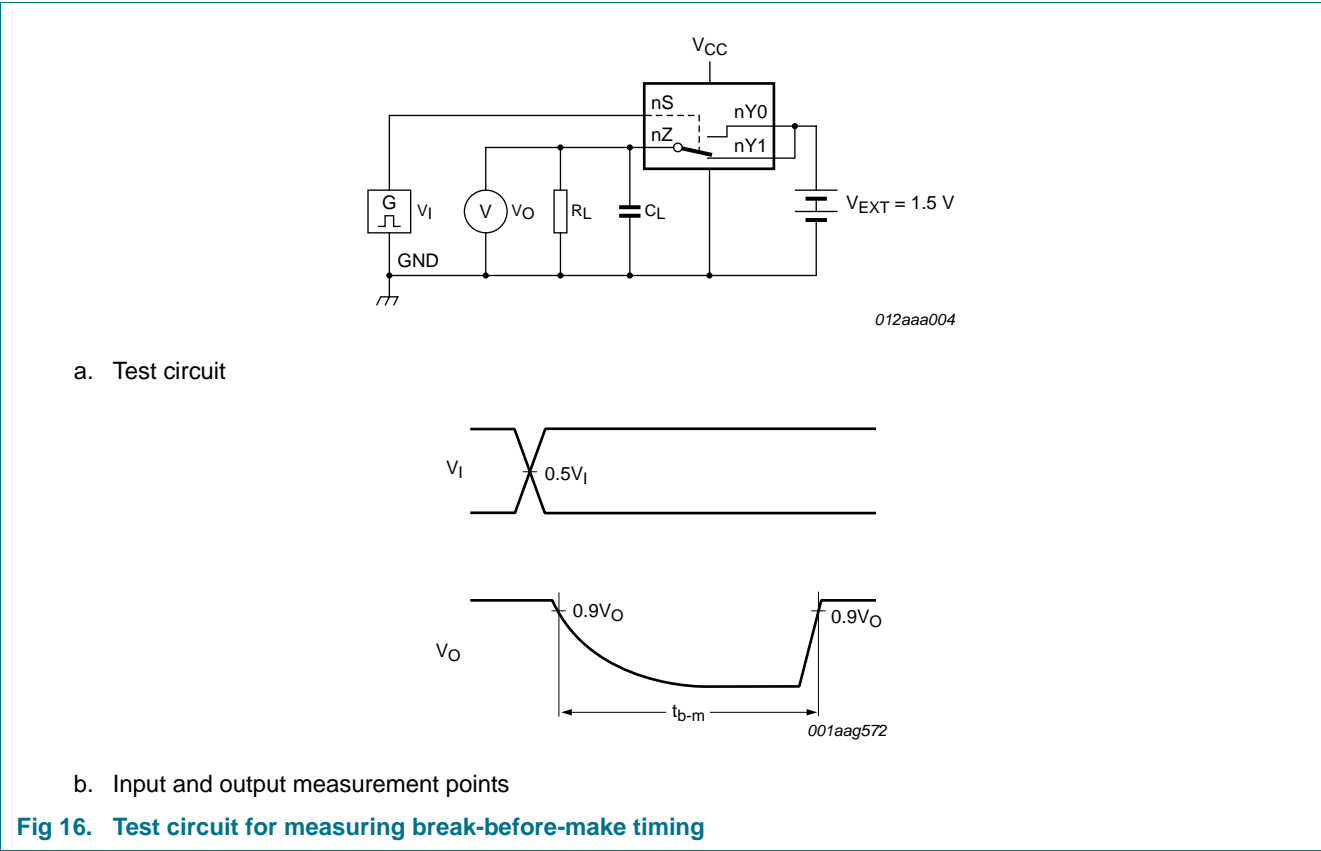 VCC
nS
nY0
nZ
nY1
G
VI
V
VO
RL
CL
VEXT = 1.5 V
GND
012aaa004
a. Test circuit
VI
0.5VI
0.9VO
0.9VO
VO
tb-m
001aag572
b. Input and output measurement points
Fig 16. Test circuit for measuring break-before-make timing